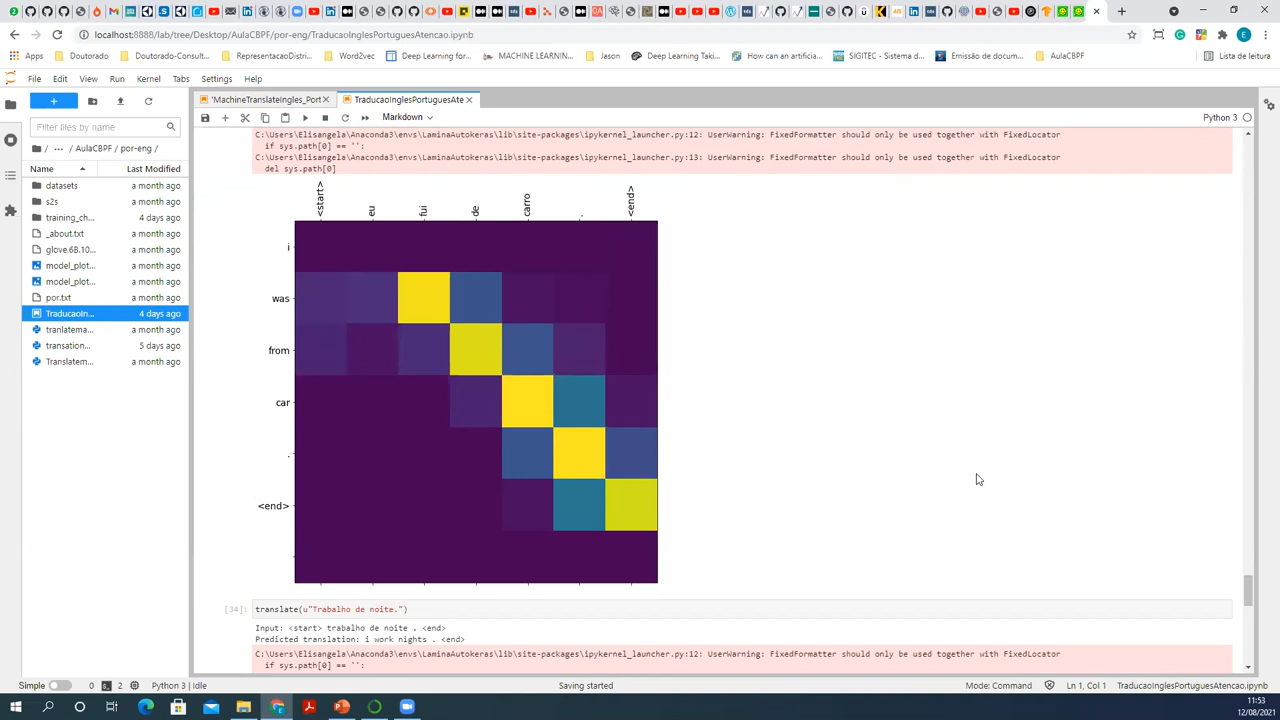 localhost:8888/lab/tree/Desktop/AulaCBPF/por-eng/TraducaoInglesPortuguesAtencao.ipynb
Apps Doutorado Doutorado-Consult... RepresentacaoDistri... Word2vec Deep Learning for... MACHINE LEARNING... Jason Deep Learning Taki... How can an artificia... SIGITEC - Sistema d... Emissão de docum... AulaCBPF Lista de leitura
File Edit View Run Kernel Tabs Settings Help
'MachineTranslateIngles_Port TraducaoInglesPortuguesAte
Markdown
Python 3
Filter files by name
/ ... / AulaCBPF / por-eng /
Name Last Modified
datasets a month ago
s2s a month ago
training_ch... 4 days ago
_about.txt a month ago
glove.6B.10... a month ago
model_plot... a month ago
model_plot... a month ago
por.txt a month ago
TraducaoIn... 4 days ago
tranlatema... a month ago
transation... 5 days ago
Translatem... a month ago
C:\Users\Elisangela\Anaconda3\envs\LaminaAutokeras\lib\site-packages\ipykernel_launcher.py:12: UserWarning: FixedFormatter should only be used together with FixedLocator
if sys.path[0] == '':
C:\Users\Elisangela\Anaconda3\envs\LaminaAutokeras\lib\site-packages\ipykernel_launcher.py:13: UserWarning: FixedFormatter should only be used together with FixedLocator
del sys.path[0]
<start> eu fui de carro . <end>
i
was
from
car
.
<end>
[34]: translate(u"Trabalho de noite.")
Input: <start> trabalho de noite . <end>
Predicted translation: i work nights . <end>
C:\Users\Elisangela\Anaconda3\envs\LaminaAutokeras\lib\site-packages\ipykernel_launcher.py:12: UserWarning: FixedFormatter should only be used together with FixedLocator
if sys.path[0] == '':
Simple 0 2 Python 3 | Idle Saving started Mode: Command Ln 1, Col 1 TraducaoInglesPortuguesAtencao.ipynb
11:53
12/08/2021